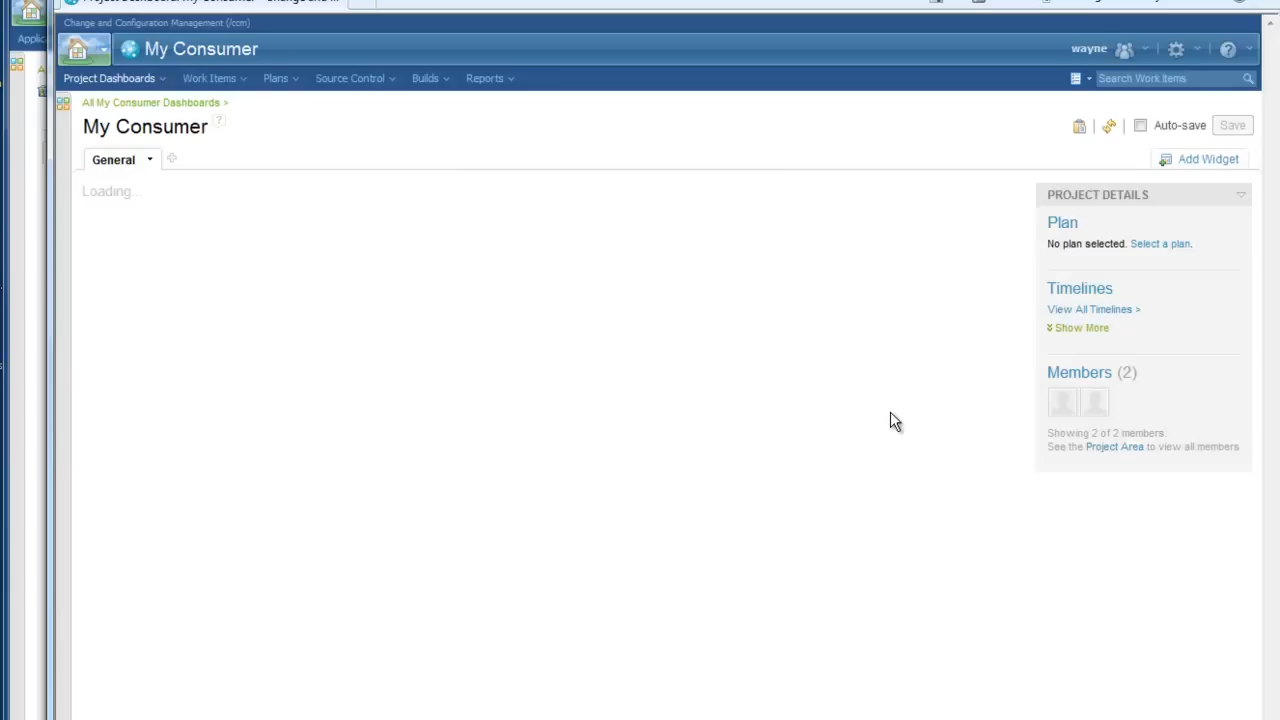 Change and Configuration Management (/ccm)
Applic
My Consumer
wayne
Project Dashboards
Work Items
Plans
Source Control
Builds
Reports
Search Work Items
All My Consumer Dashboards >
My Consumer ?
Auto-save
Save
General
Add Widget
Loading...
PROJECT DETAILS
Plan
No plan selected. Select a plan.
Timelines
View All Timelines >
Show More
Members (2)
Showing 2 of 2 members.
See the Project Area to view all members